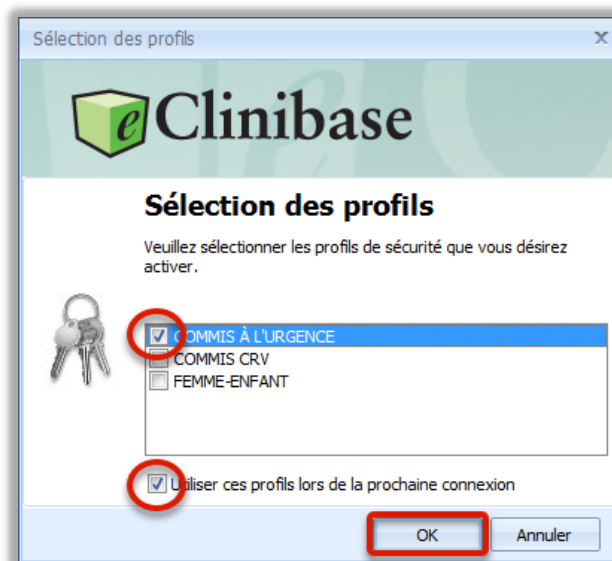 Sélection des profils
x
e Clinibase
Sélection des profils
Veuillez sélectionner les profils de sécurité que vous désirez
activer.
COMMIS À L'URGENCE
COMMIS CRV
FEMME-ENFANT
Utiliser ces profils lors de la prochaine connexion
OK
Annuler